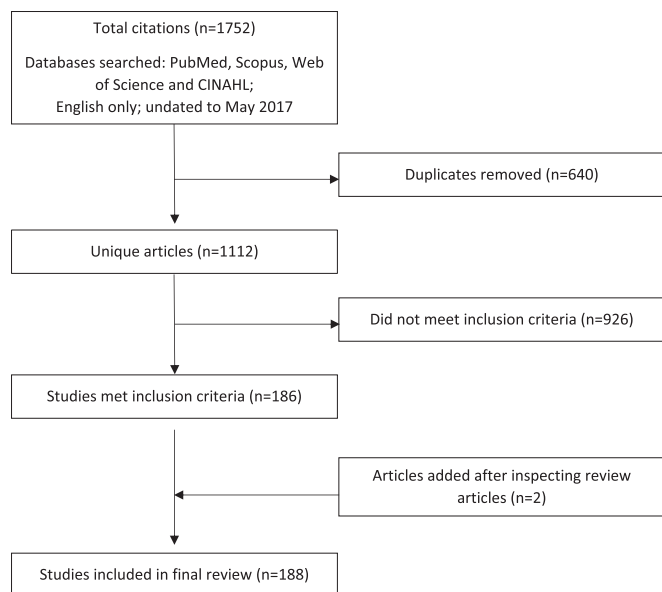 Total citations (n=1752)
Databases searched: PubMed, Scopus, Web
of Science and CINAHL;
English only; undated to May 2017
Duplicates removed (n=640)
Unique articles (n=1112)
Did not meet inclusion criteria (n=926)
Studies met inclusion criteria (n=186)
Articles added after inspecting review
articles (n=2)
Studies included in final review (n=188)